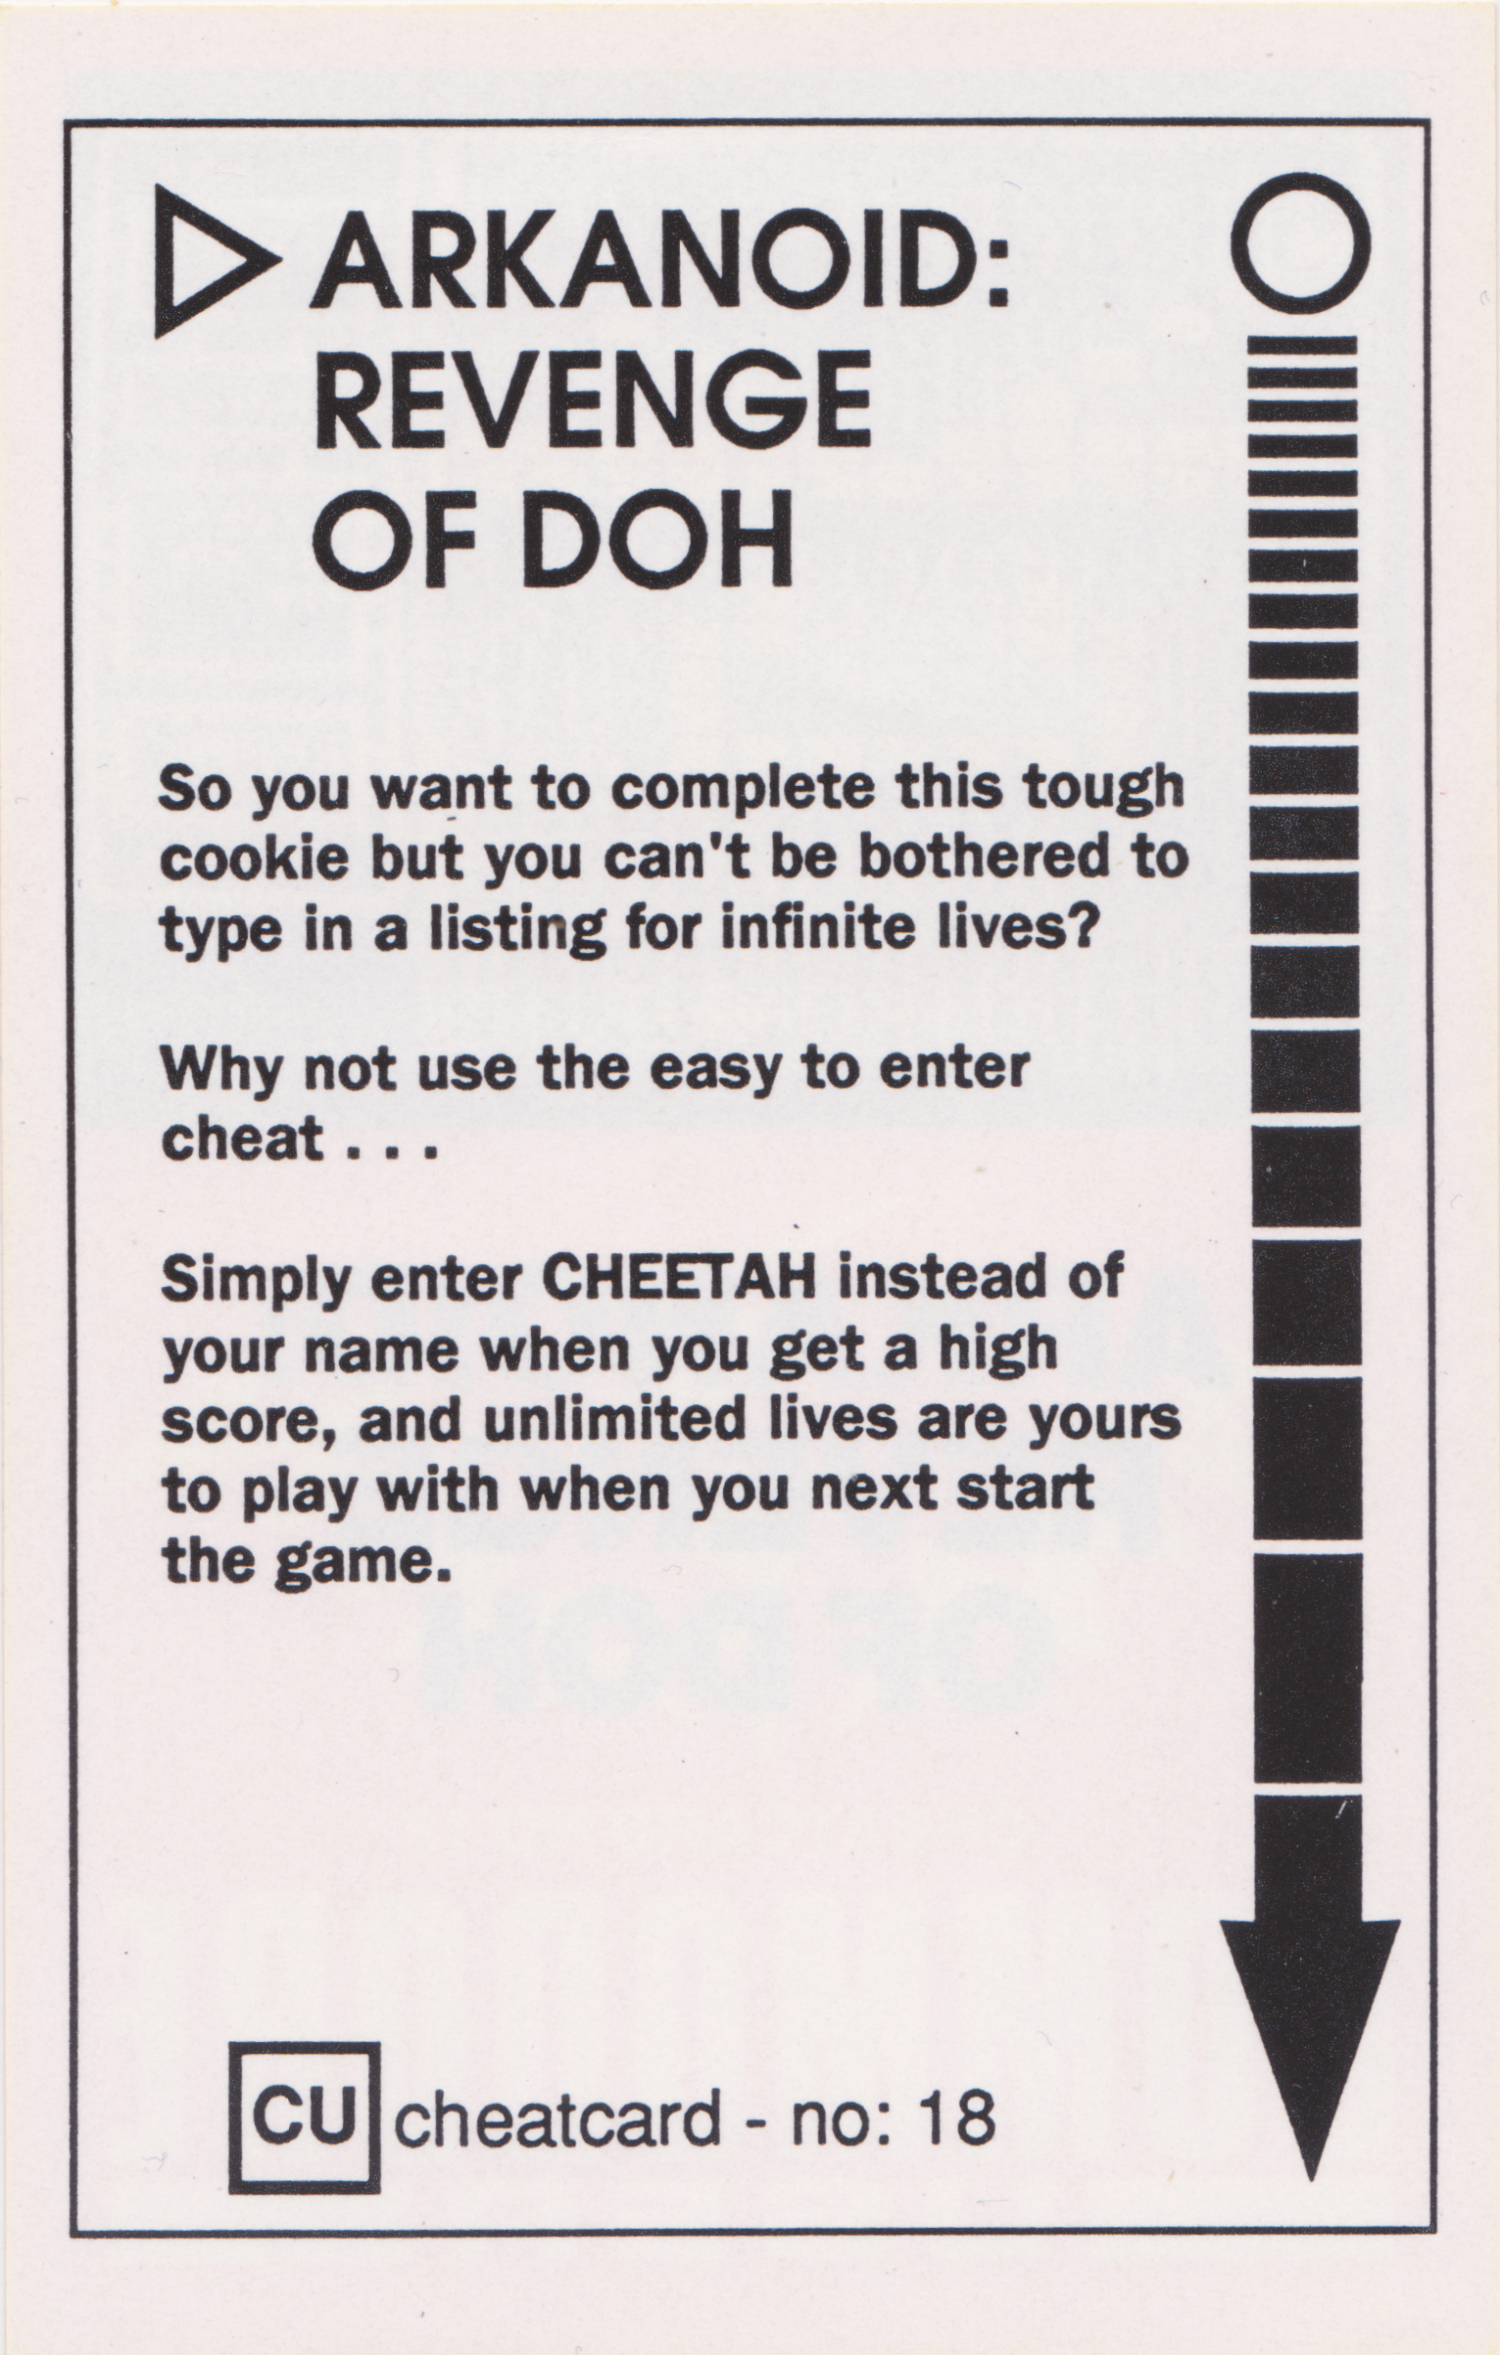 ARKANOID:
REVENGE
OF DOH
So you want to complete this tough
cookie but you can't be bothered to
type in a listing for infinite lives?
Why not use the easy to enter
cheat . . .
Simply enter CHEETAH instead of
your name when you get a high
score, and unlimited lives are yours
to play with when you next start
the game.
CU cheatcard - no: 18